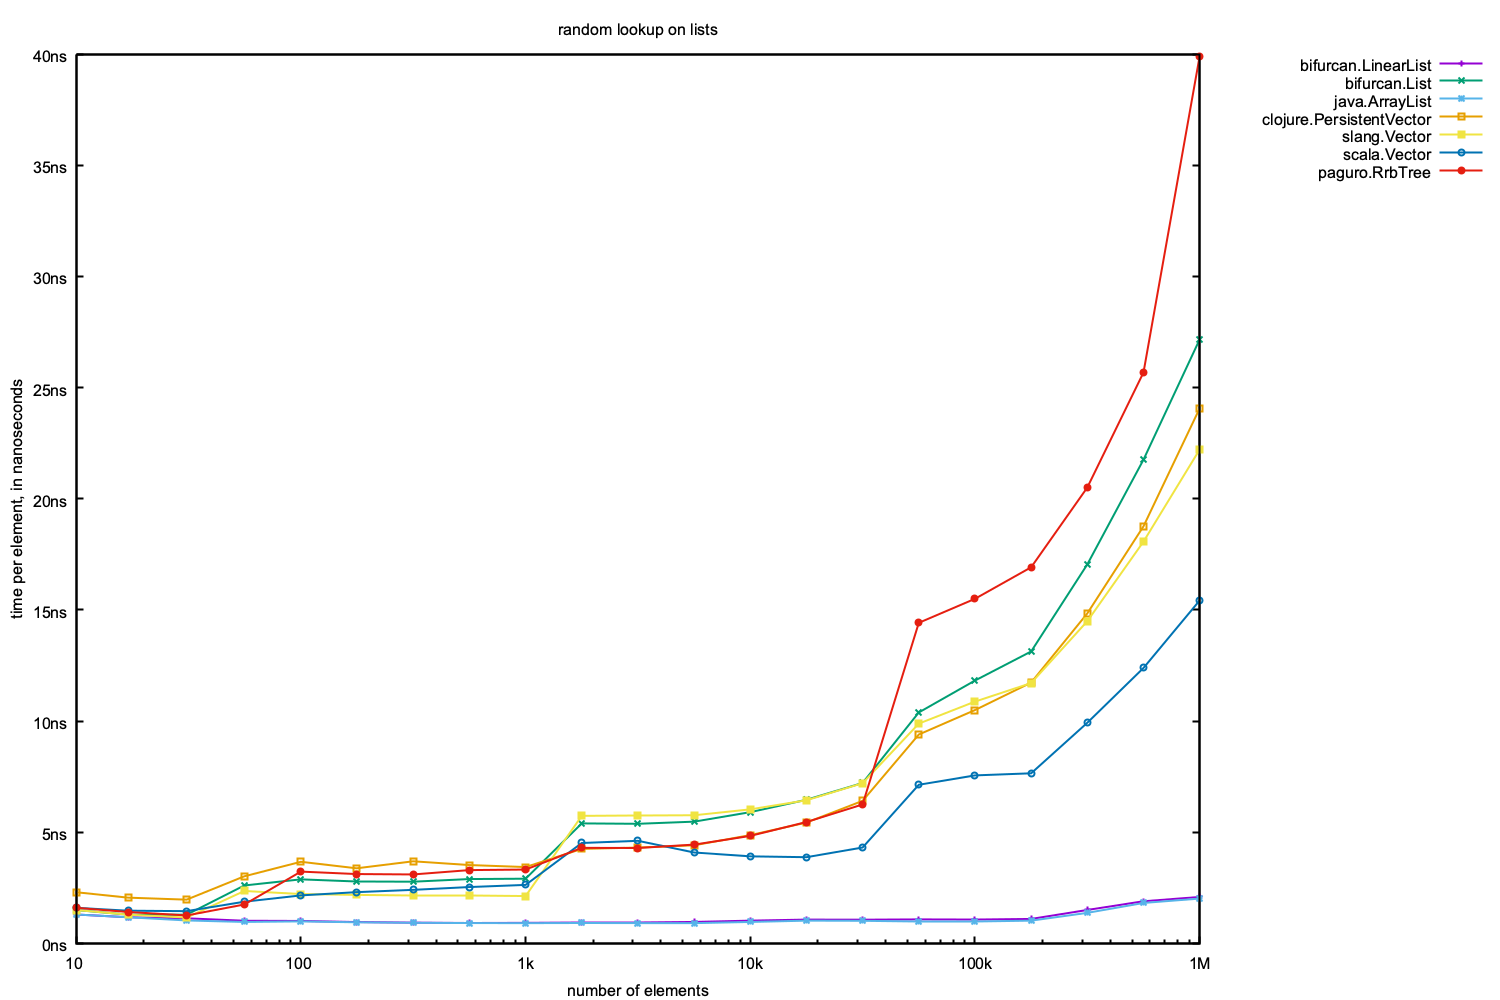 random lookup on lists
40ns
35ns
30ns
25ns
20ns
15ns
10ns
5ns
0ns
time per element, in nanoseconds
10
100
1k
10k
100k
1M
number of elements
bifurcan.LinearList
bifurcan.List
java.ArrayList
clojure.PersistentVector
slang.Vector
scala.Vector
paguro.RrbTree